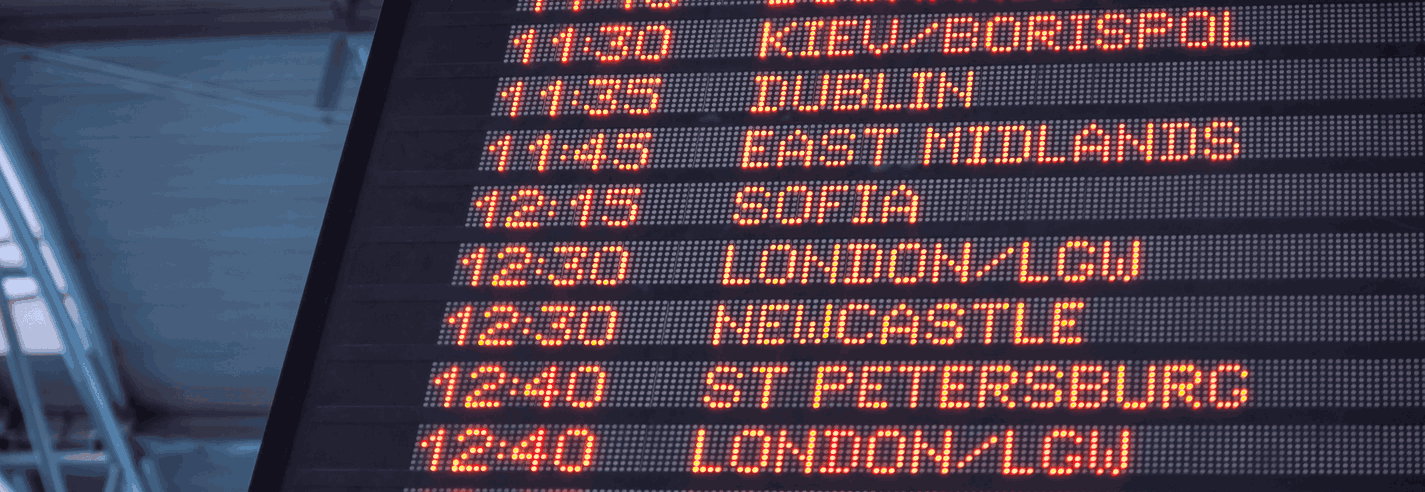 11:30 KIEV/BORISPOL
11:35 DUBLIN
11:45 EAST MIDLANDS
12:15 SOFIA
12:30 LONDON/LGW
12:30 NEWCASTLE
12:40 ST PETERSBURG
12:40 LONDON/LGW